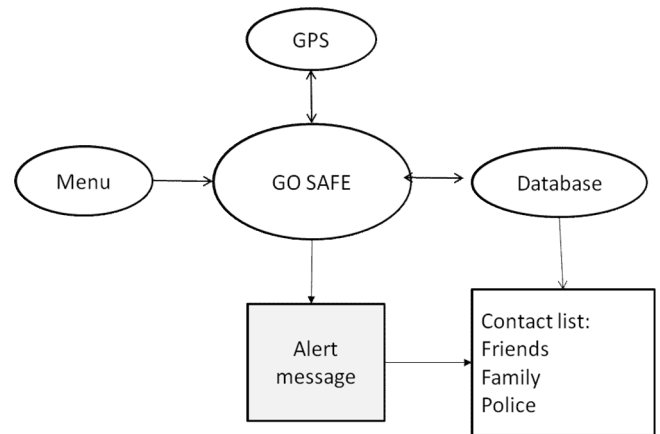 GPS
Menu
GO SAFE
Database
Alert
message
Contact list:
Friends
Family
Police